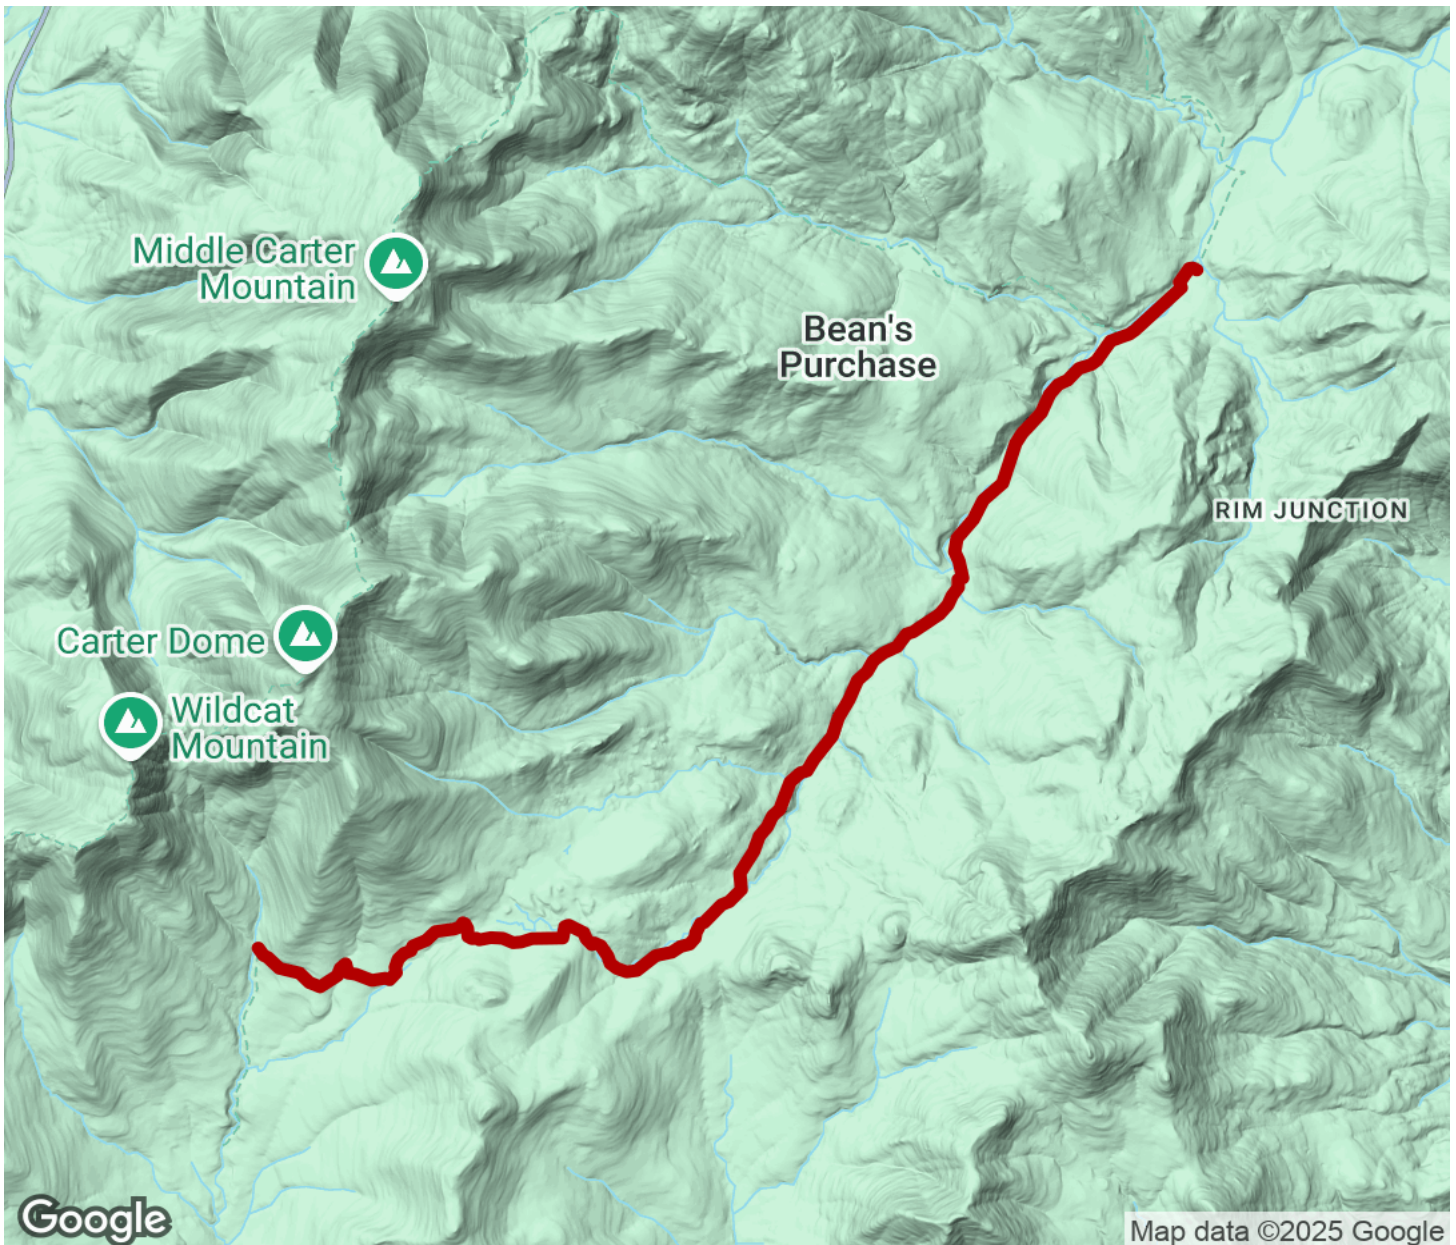 Middle Carter
Mountain
Bean's
Purchase
RIM JUNCTION
Carter Dome
Wildcat
Mountain
Google
Map data ©2025 Google